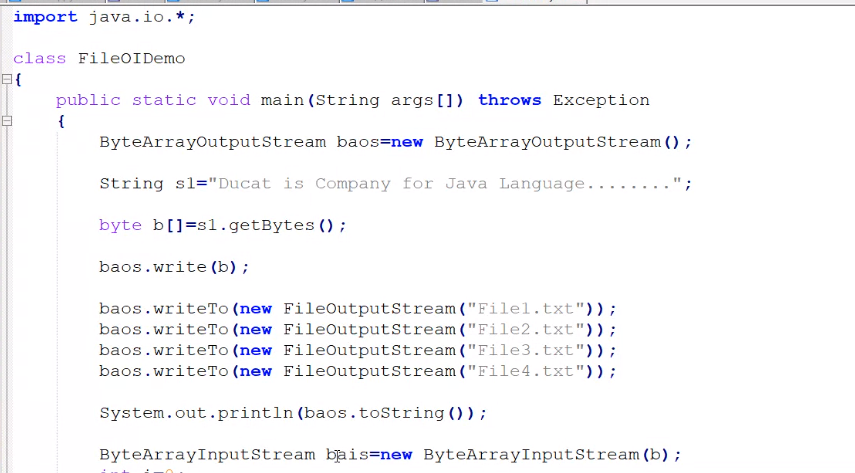 import java.io.*;
class FileOIDemo
{
public static void main(String args[]) throws Exception
{
ByteArrayOutputStream baos=new ByteArrayOutputStream();
String s1="Ducat is Company for Java Language........";
byte b[]=s1.getBytes();
baos.write(b);
baos.writeTo(new FileOutputStream("File1.txt"));
baos.writeTo(new FileOutputStream("File2.txt"));
baos.writeTo(new FileOutputStream("File3.txt"));
baos.writeTo(new FileOutputStream("File4.txt"));
System.out.println(baos.toString());
ByteArrayInputStream bais=new ByteArrayInputStream(b);